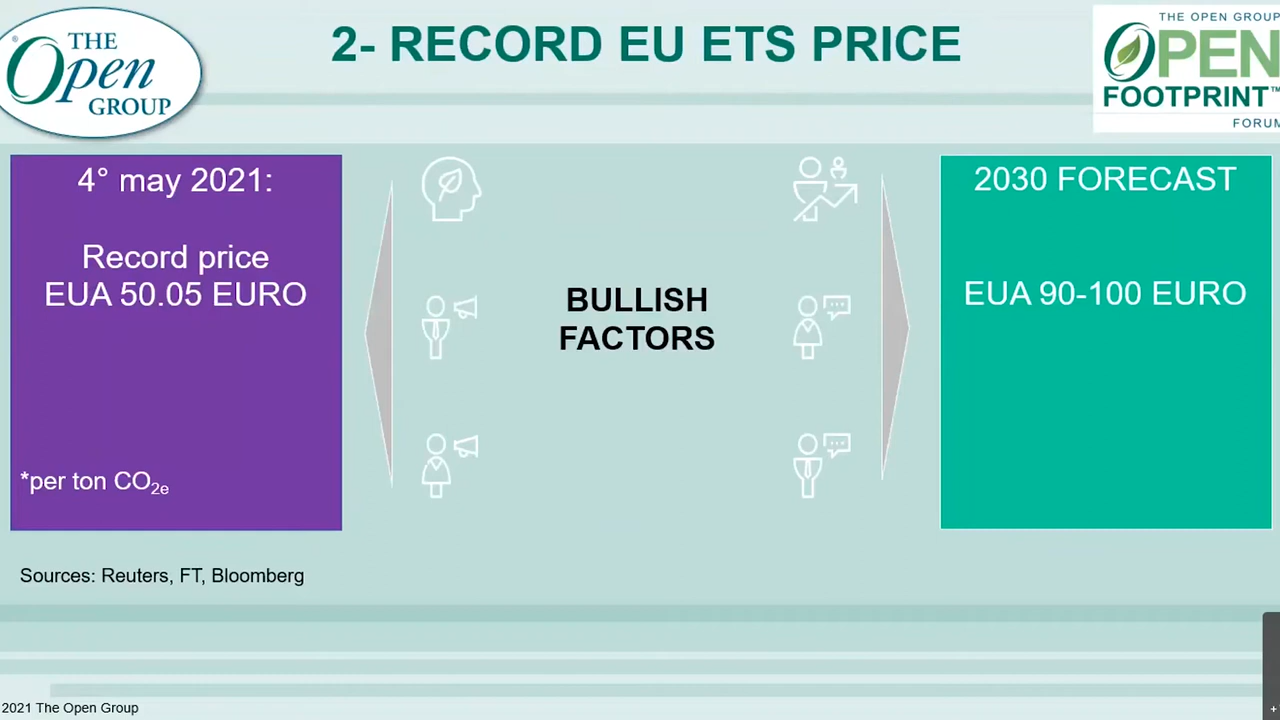 THE
Open
GROUP
®
2- RECORD EU ETS PRICE
THE OPEN GROUP
OPEN
FOOTPRINT™
FORUM
4° may 2021:
Record price
EUA 50.05 EURO
*per ton CO2e
BULLISH
FACTORS
2030 FORECAST
EUA 90-100 EURO
Sources: Reuters, FT, Bloomberg
2021 The Open Group
+